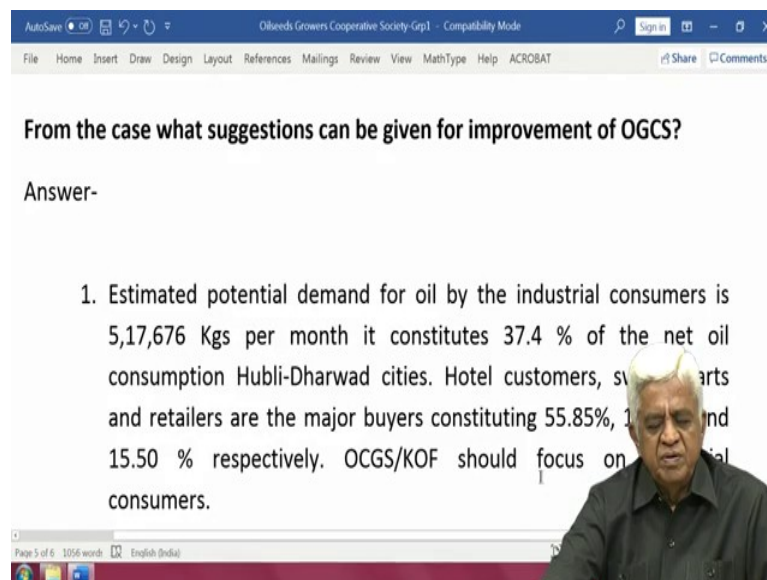 AutoSave Off Oilseeds Growers Cooperative Society-Grp1 - Compatibility Mode Sign in
File Home Insert Draw Design Layout References Mailings Review View MathType Help ACROBAT Share Comments
From the case what suggestions can be given for improvement of OGCS?
Answer-
1. Estimated potential demand for oil by the industrial consumers is
5,17,676 Kgs per month it constitutes 37.4 % of the net oil
consumption Hubli-Dharwad cities. Hotel customers,
and retailers are the major buyers constituting 55.85%,
15.50 % respectively. OCGS/KOF should focus on
consumers.
Page 5 of 6 1056 words English (India)